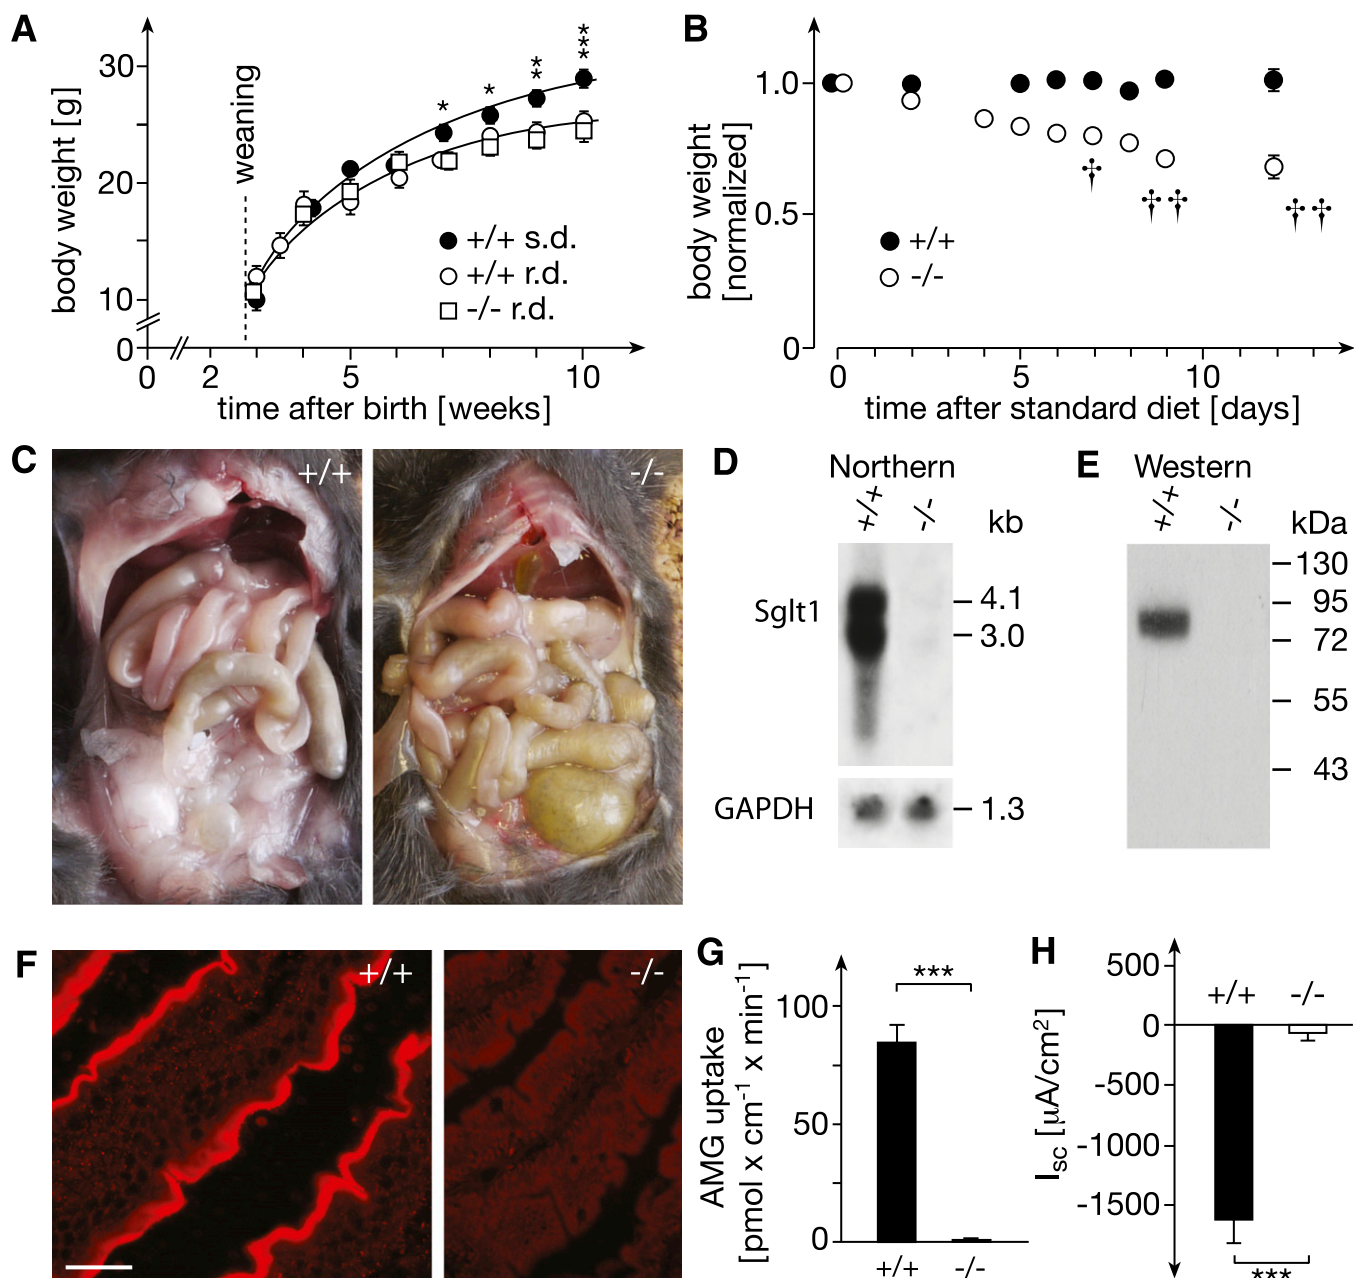 A
body weight [g]
30
20
10
0
weaning
*
*
**
***
+/+ s.d.
+/+ r.d.
-/- r.d.
0
2
5
10
time after birth [weeks]
B
body weight
[normalized]
1.0
0.5
0
†
††
††
+/+
-/-
0
5
10
time after standard diet [days]
C
+/+
-/-
D
Northern
+/+
-/-
kb
Sglt1
4.1
3.0
GAPDH
1.3
E
Western
+/+
-/-
kDa
130
95
72
55
43
F
+/+
-/-
G
AMG uptake
[pmol x cm⁻¹ x min⁻¹]
100
50
0
***
+/+
-/-
H
I_sc [µA/cm²]
500
0
-500
-1000
-1500
+/+
-/-
***